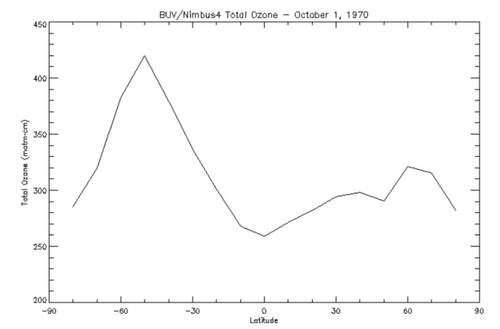 BUV/Nimbus4 Total Ozone — October 1, 1970
450
400
350
300
250
200
Total Ozone (matm-cm)
-90 -60 -30 0 30 60 90
Latitude